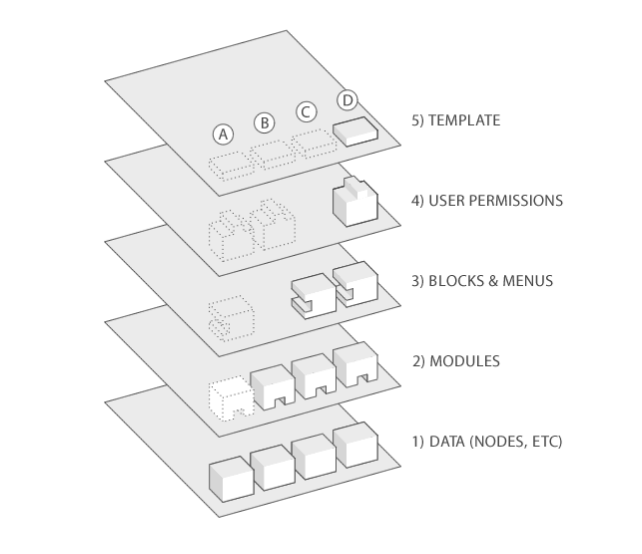 A
B
C
D
5) TEMPLATE
4) USER PERMISSIONS
3) BLOCKS & MENUS
2) MODULES
1) DATA (NODES, ETC)